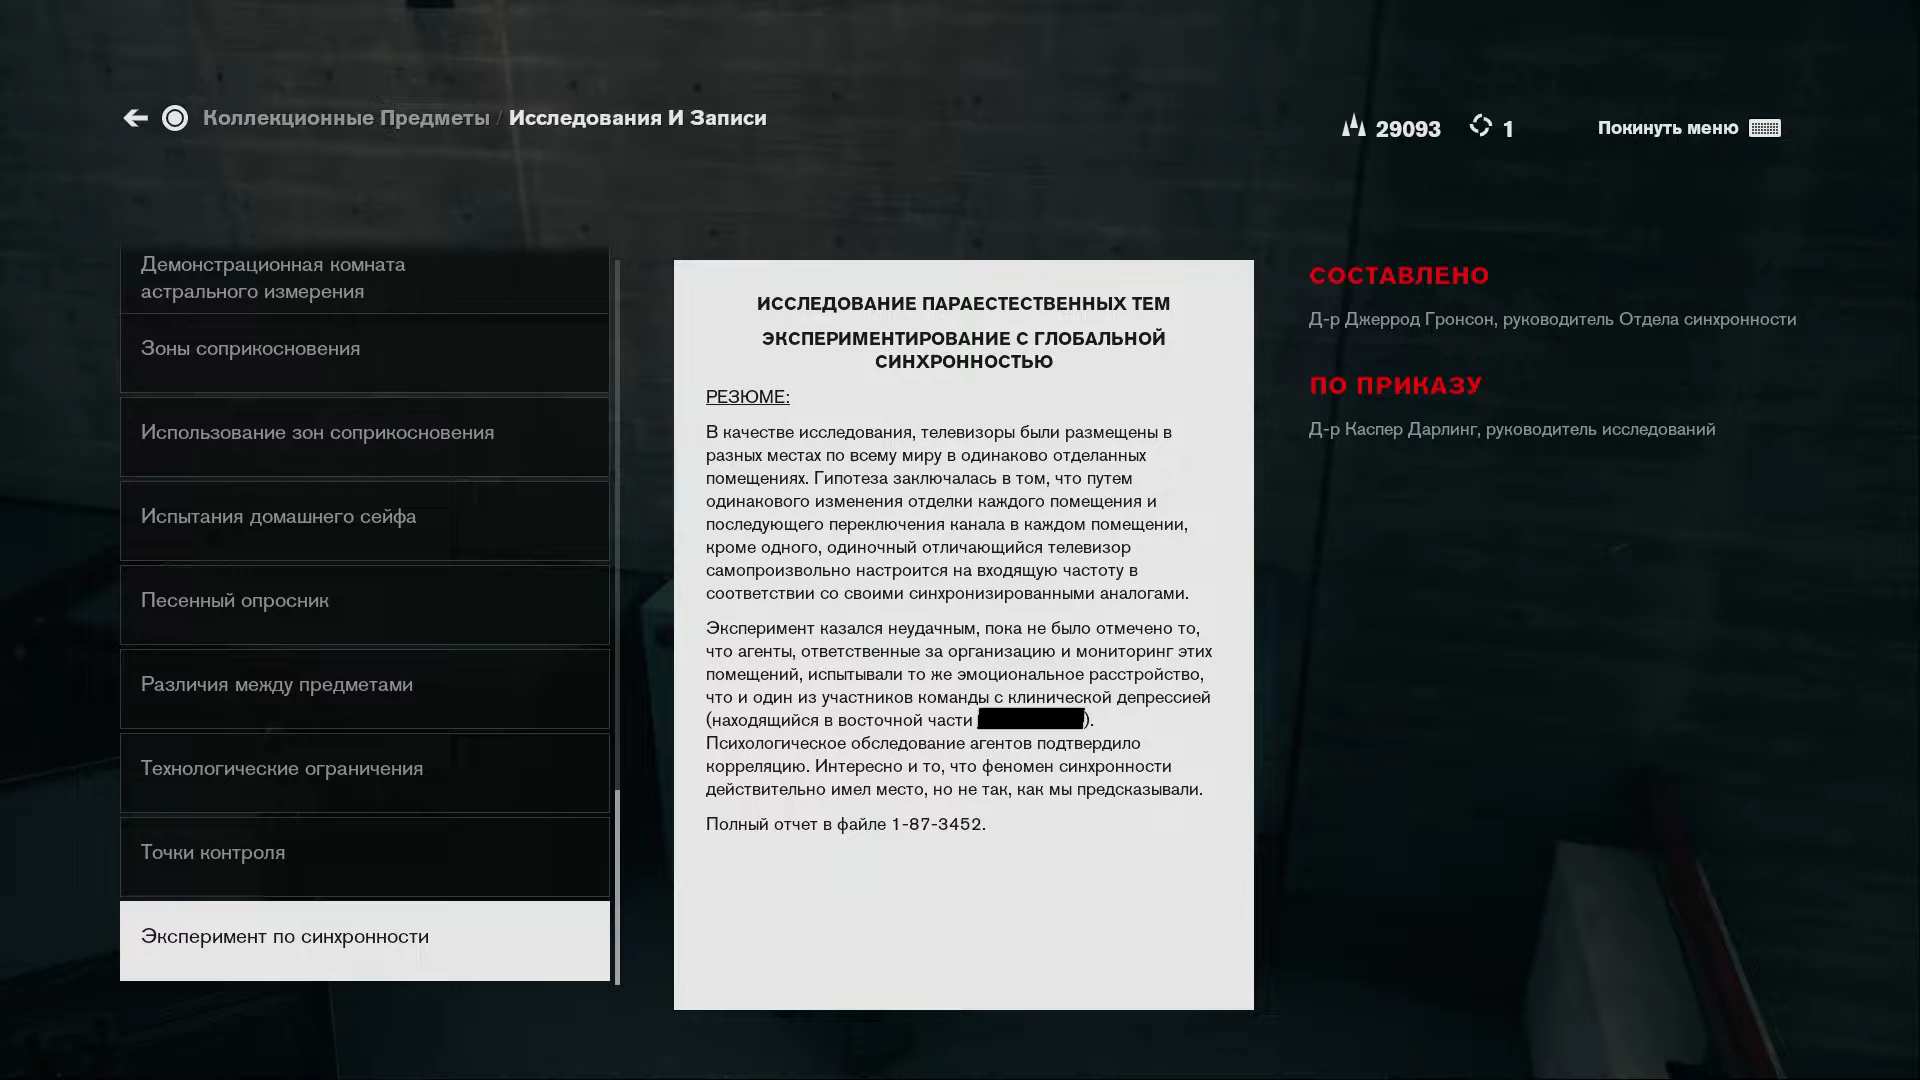 Коллекционные Предметы / Исследования И Записи
29093
1
Покинуть меню
Демонстрационная комната
астрального измерения
Зоны соприкосновения
Использование зон соприкосновения
Испытания домашнего сейфа
Песенный опросник
Различия между предметами
Технологические ограничения
Точки контроля
Эксперимент по синхронности
ИССЛЕДОВАНИЕ ПАРАЕСТЕСТВЕННЫХ ТЕМ
ЭКСПЕРИМЕНТИРОВАНИЕ С ГЛОБАЛЬНОЙ
СИНХРОННОСТЬЮ
РЕЗЮМЕ:
В качестве исследования, телевизоры были размещены в
разных местах по всему миру в одинаково отделанных
помещениях. Гипотеза заключалась в том, что путем
одинакового изменения отделки каждого помещения и
последующего переключения канала в каждом помещении,
кроме одного, одиночный отличающийся телевизор
самопроизвольно настроится на входящую частоту в
соответствии со своими синхронизированными аналогами.
Эксперимент казался неудачным, пока не было отмечено то,
что агенты, ответственные за организацию и мониторинг этих
помещений, испытывали то же эмоциональное расстройство,
что и один из участников команды с клинической депрессией
(находящийся в восточной части ).
Психологическое обследование агентов подтвердило
корреляцию. Интересно и то, что феномен синхронности
действительно имел место, но не так, как мы предсказывали.
Полный отчет в файле 1-87-3452.
СОСТАВЛЕНО
Д-р Джеррод Гронсон, руководитель Отдела синхронности
ПО ПРИКАЗУ
Д-р Каспер Дарлинг, руководитель исследований